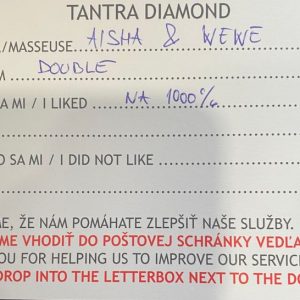 TANTRA DIAMOND
/MASSEUSE AISHA & WEWE
M DOUBLE
A MI / I LIKED NA 1000%
O SA MI / I DID NOT LIKE
ME, ŽE NÁM POMÁHATE ZLEPŠIŤ NAŠE SLUŽBY.
ME VHODIŤ DO POŠTOVEJ SCHRÁNKY VEDĽA
OU FOR HELPING US TO IMPROVE OUR SERVIC
DROP INTO THE LETTERBOX NEXT TO THE DO